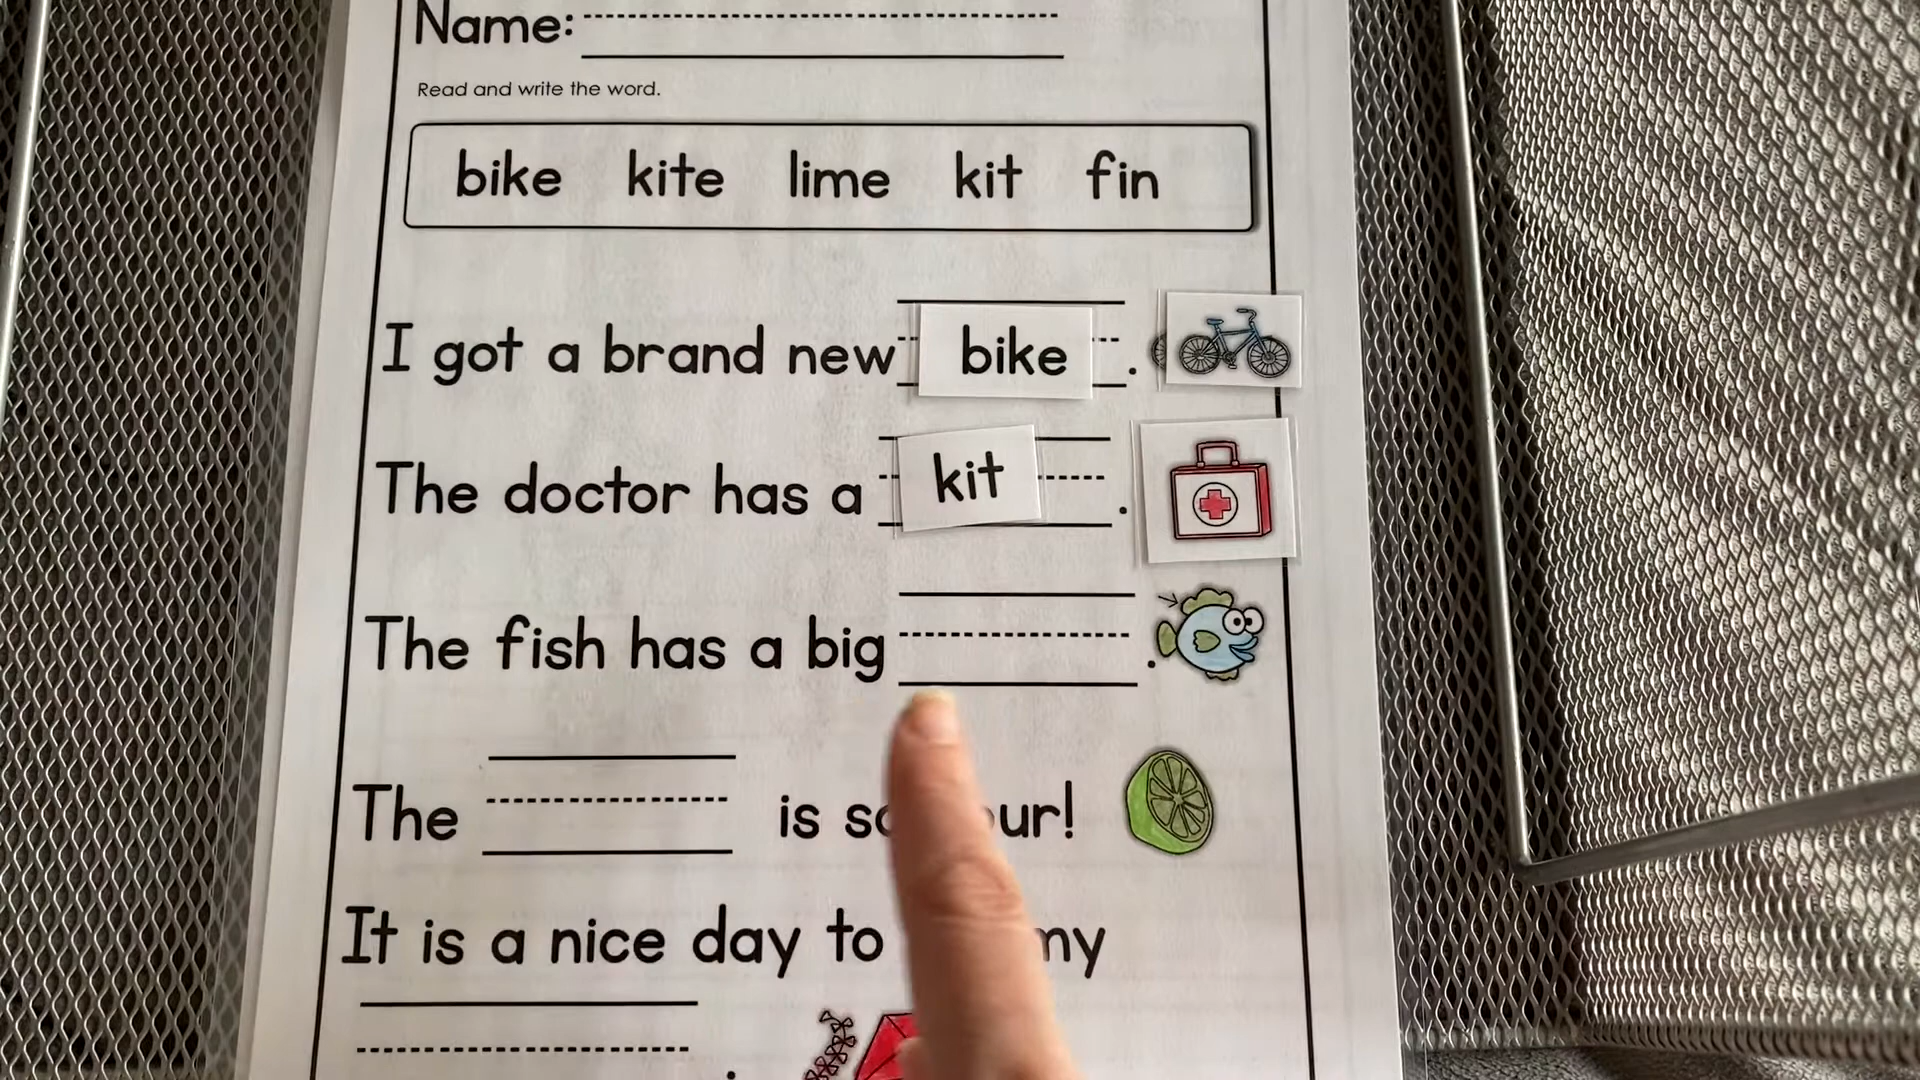 Name:
Read and write the word.
bike kite lime kit fin
I got a brand new bike .
The doctor has a kit .
The fish has a big .
The is
It is a nice day to my
.